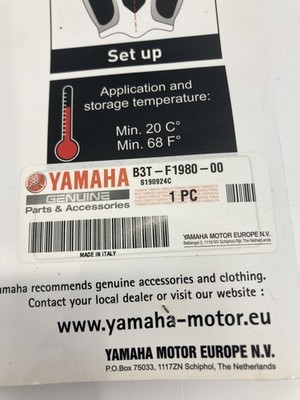 Set up
Application and
storage temperature:
Min. 20 C°
Min. 68 F°
YAMAHA B3T-F1980-00
S190924C
GENUINE
Parts & Accessories
1 PC
YAMAHA MOTOR EUROPE N.V.
MADE IN ITALY
amaha recommends genuine accessories and clothing.
Contact your local dealer or visit our website :
www.yamaha-motor.eu
YAMAHA MOTOR EUROPE N.V.
P.O.Box 75033, 1117ZN Schiphol, The Netherlands